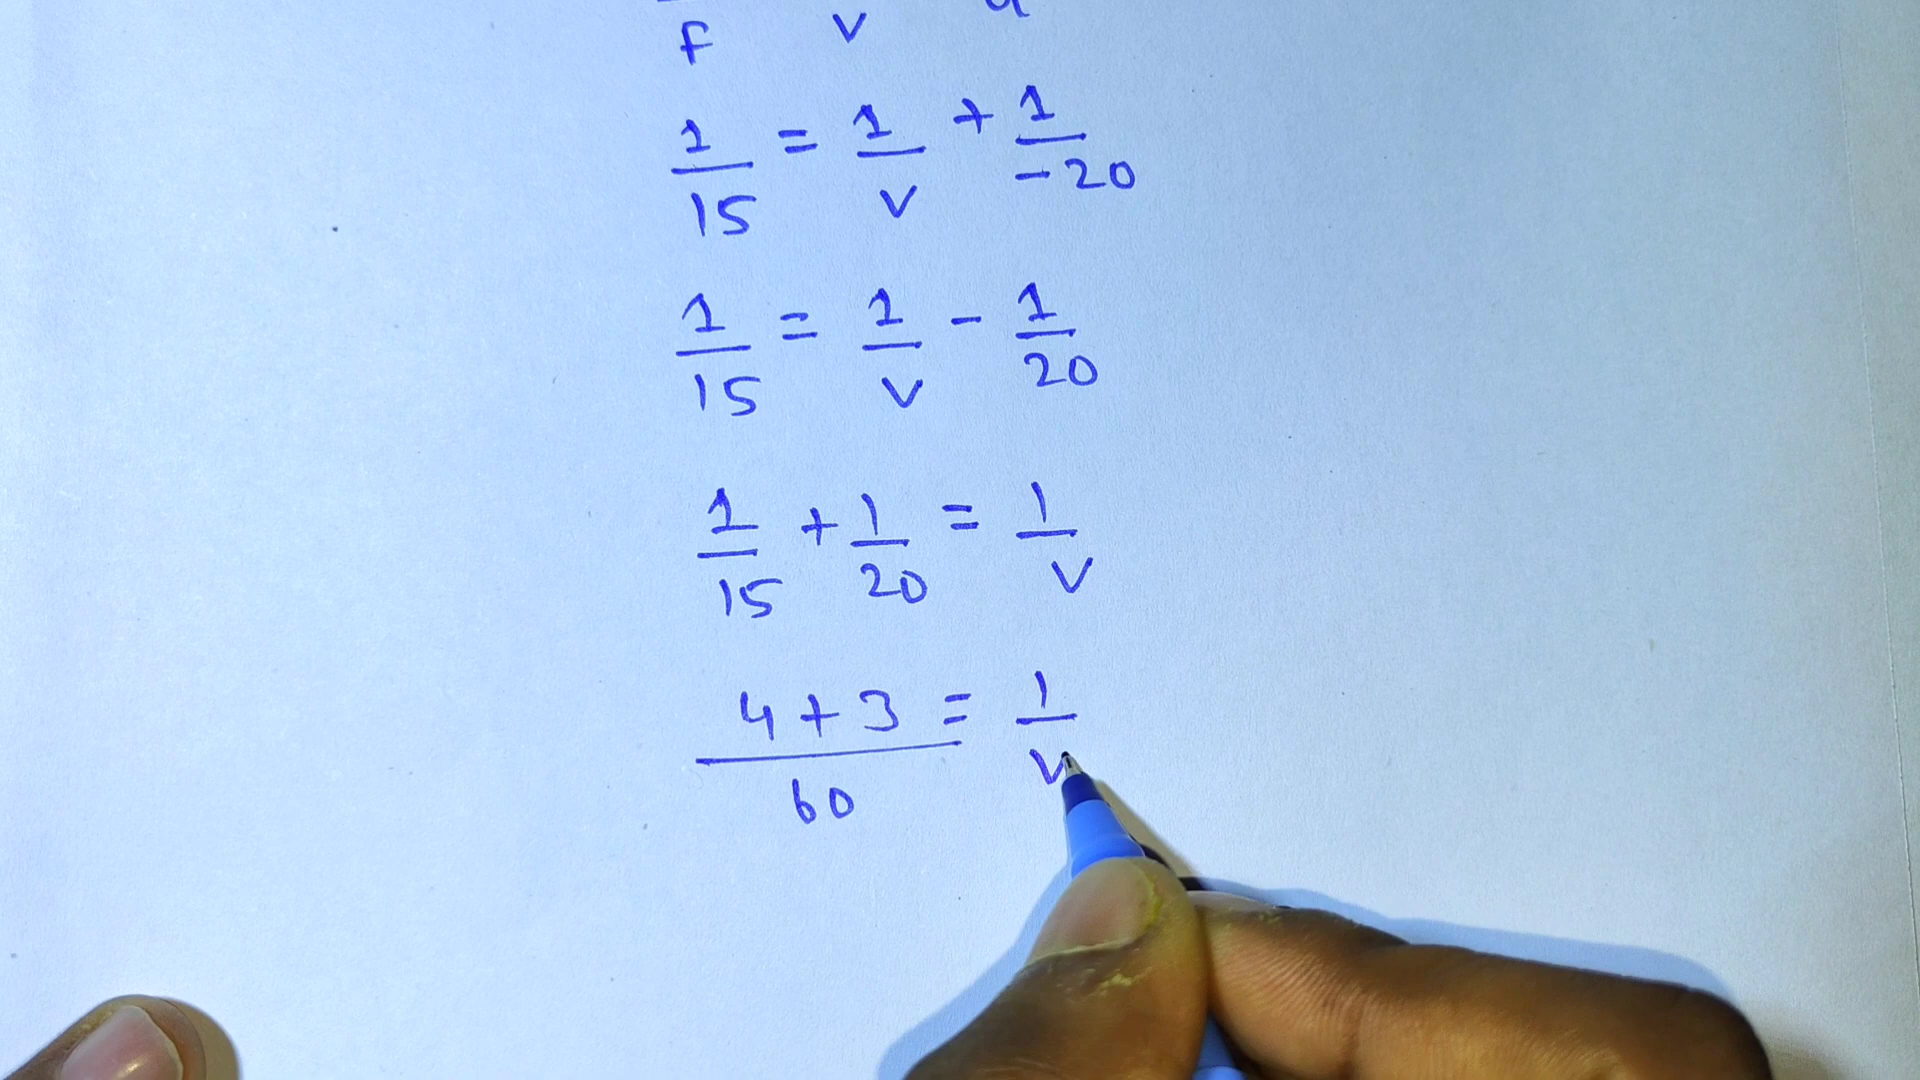 f v u
1/15 = 1/v + 1/-20
1/15 = 1/v - 1/20
1/15 + 1/20 = 1/v
4+3/60 = 1/v